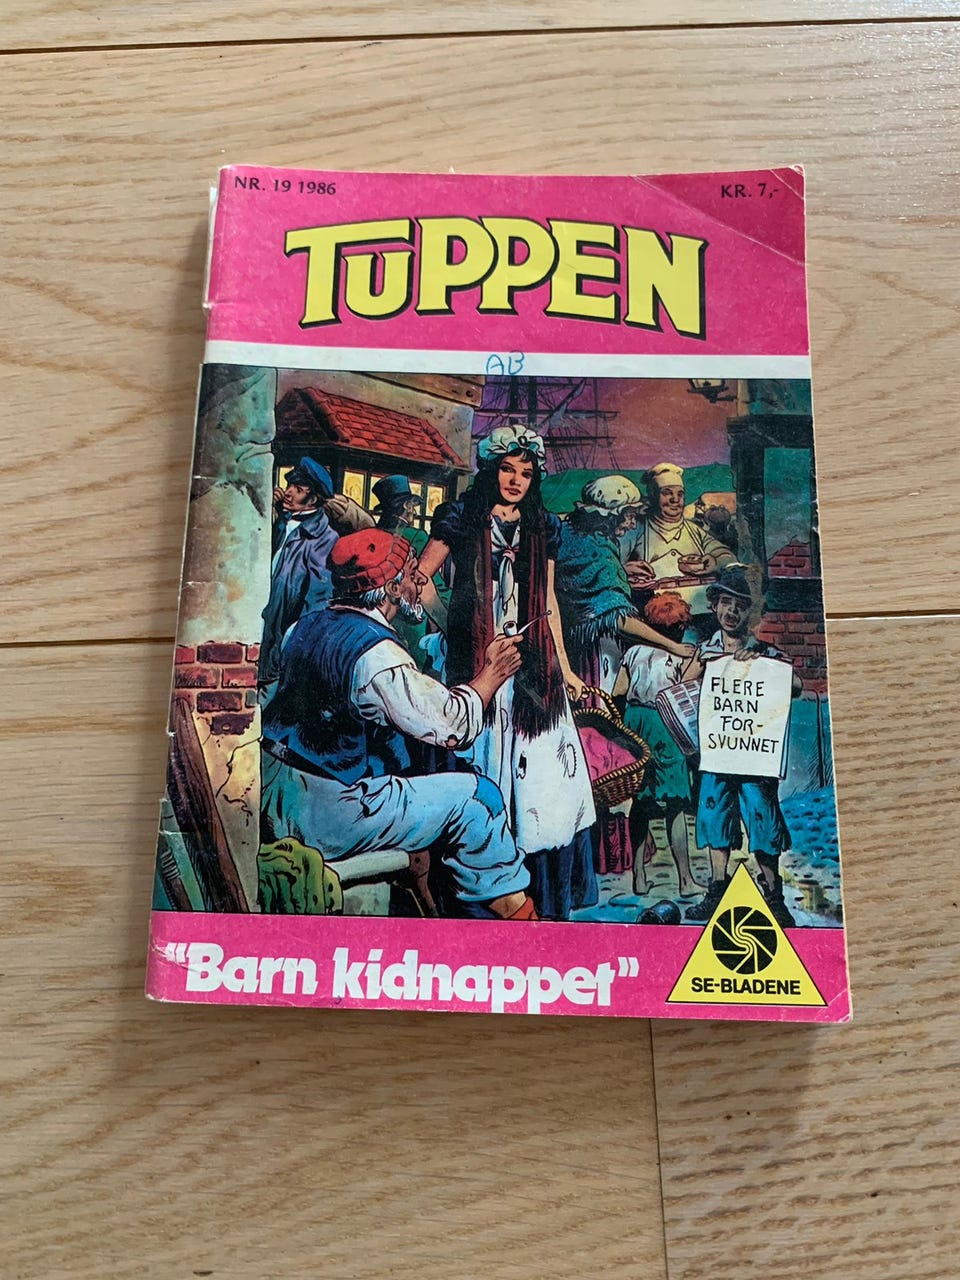 NR. 19 1986
KR. 7,-
TUPPEN
AB
FLERE
BARN
FOR-
SVUNNET
"Barn kidnappet"
SE-BLADENE